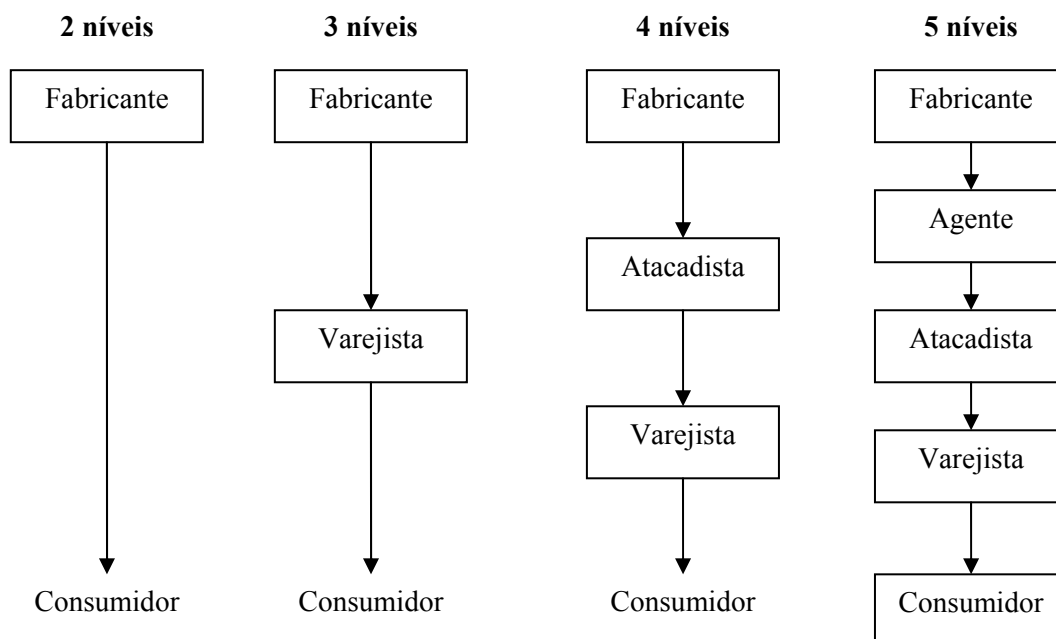 2 níveis 3 níveis 4 níveis 5 níveis
Fabricante Fabricante Fabricante Fabricante
Agente
Atacadista
Varejista Atacadista
Varejista
Varejista
Consumidor Consumidor Consumidor Consumidor